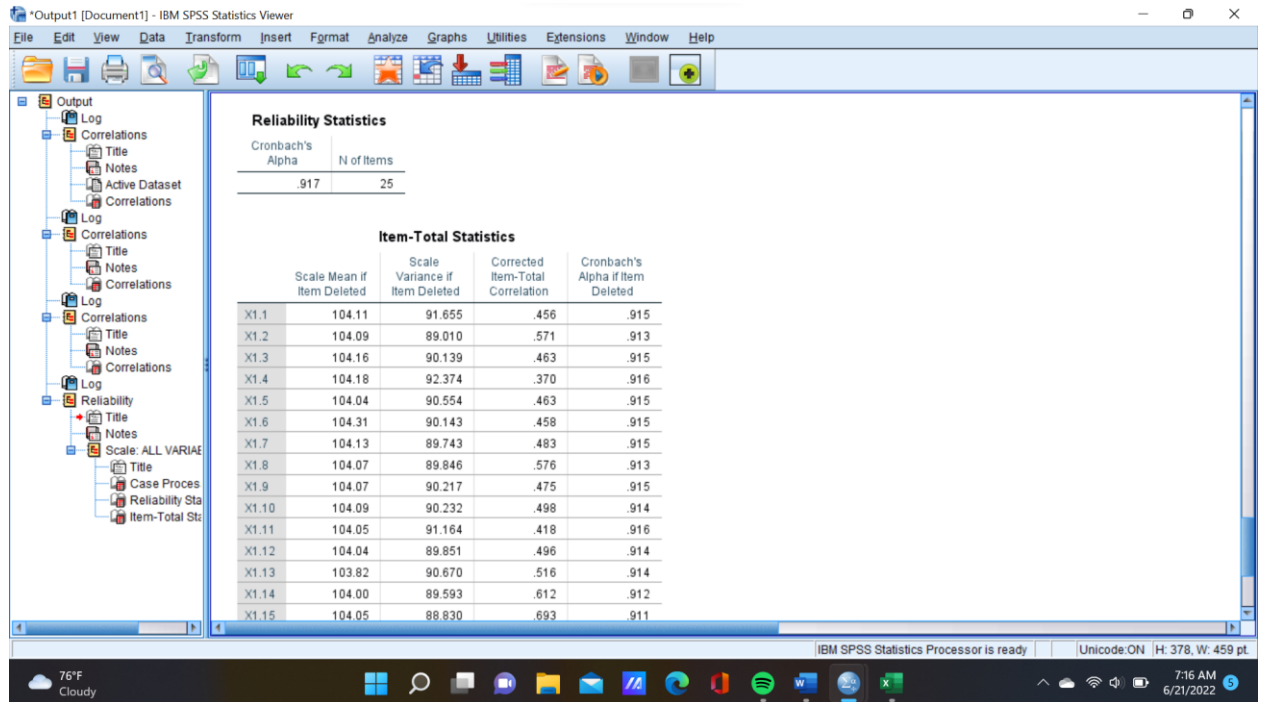 *Output1 [Document1] - IBM SPSS Statistics Viewer
File Edit View Data Transform Insert Format Analyze Graphs Utilities Extensions Window Help
Output
Log
Correlations
Title
Notes
Active Dataset
Correlations
Log
Correlations
Title
Notes
Correlations
Log
Correlations
Title
Notes
Correlations
Log
Reliability
Title
Notes
Scale: ALL VARIAE
Title
Case Proces
Reliability Sta
Item-Total Sta
Reliability Statistics
Cronbach's Alpha N of Items
.917 25
Item-Total Statistics
Scale Mean if Item Deleted Scale Variance if Item Deleted Corrected Item-Total Correlation Cronbach's Alpha if Item Deleted
X1.1 104.11 91.655 .456 .915
X1.2 104.09 89.010 .571 .913
X1.3 104.16 90.139 .463 .915
X1.4 104.18 92.374 .370 .916
X1.5 104.04 90.554 .463 .915
X1.6 104.31 90.143 .458 .915
X1.7 104.13 89.743 .483 .915
X1.8 104.07 89.846 .576 .913
X1.9 104.07 90.217 .475 .915
X1.10 104.09 90.232 .498 .914
X1.11 104.05 91.164 .418 .916
X1.12 104.04 89.851 .496 .914
X1.13 103.82 90.670 .516 .914
X1.14 104.00 89.593 .612 .912
X1.15 104.05 88.830 .693 .911
IBM SPSS Statistics Processor is ready Unicode:ON H: 378, W: 459 pt.
76°F
Cloudy
7:16 AM
6/21/2022
5